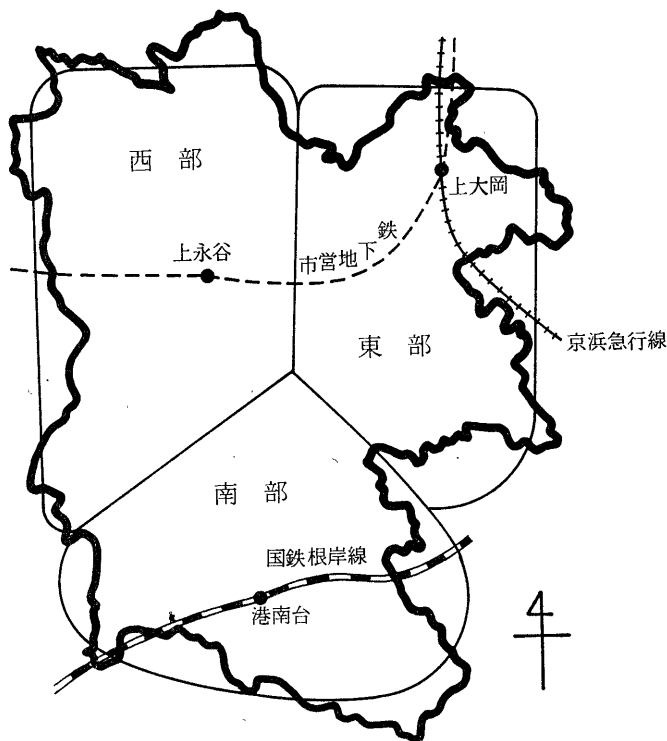 西部
上大岡
上永谷
市営地下鉄
東部
京浜急行線
南部
国鉄根岸線
港南台